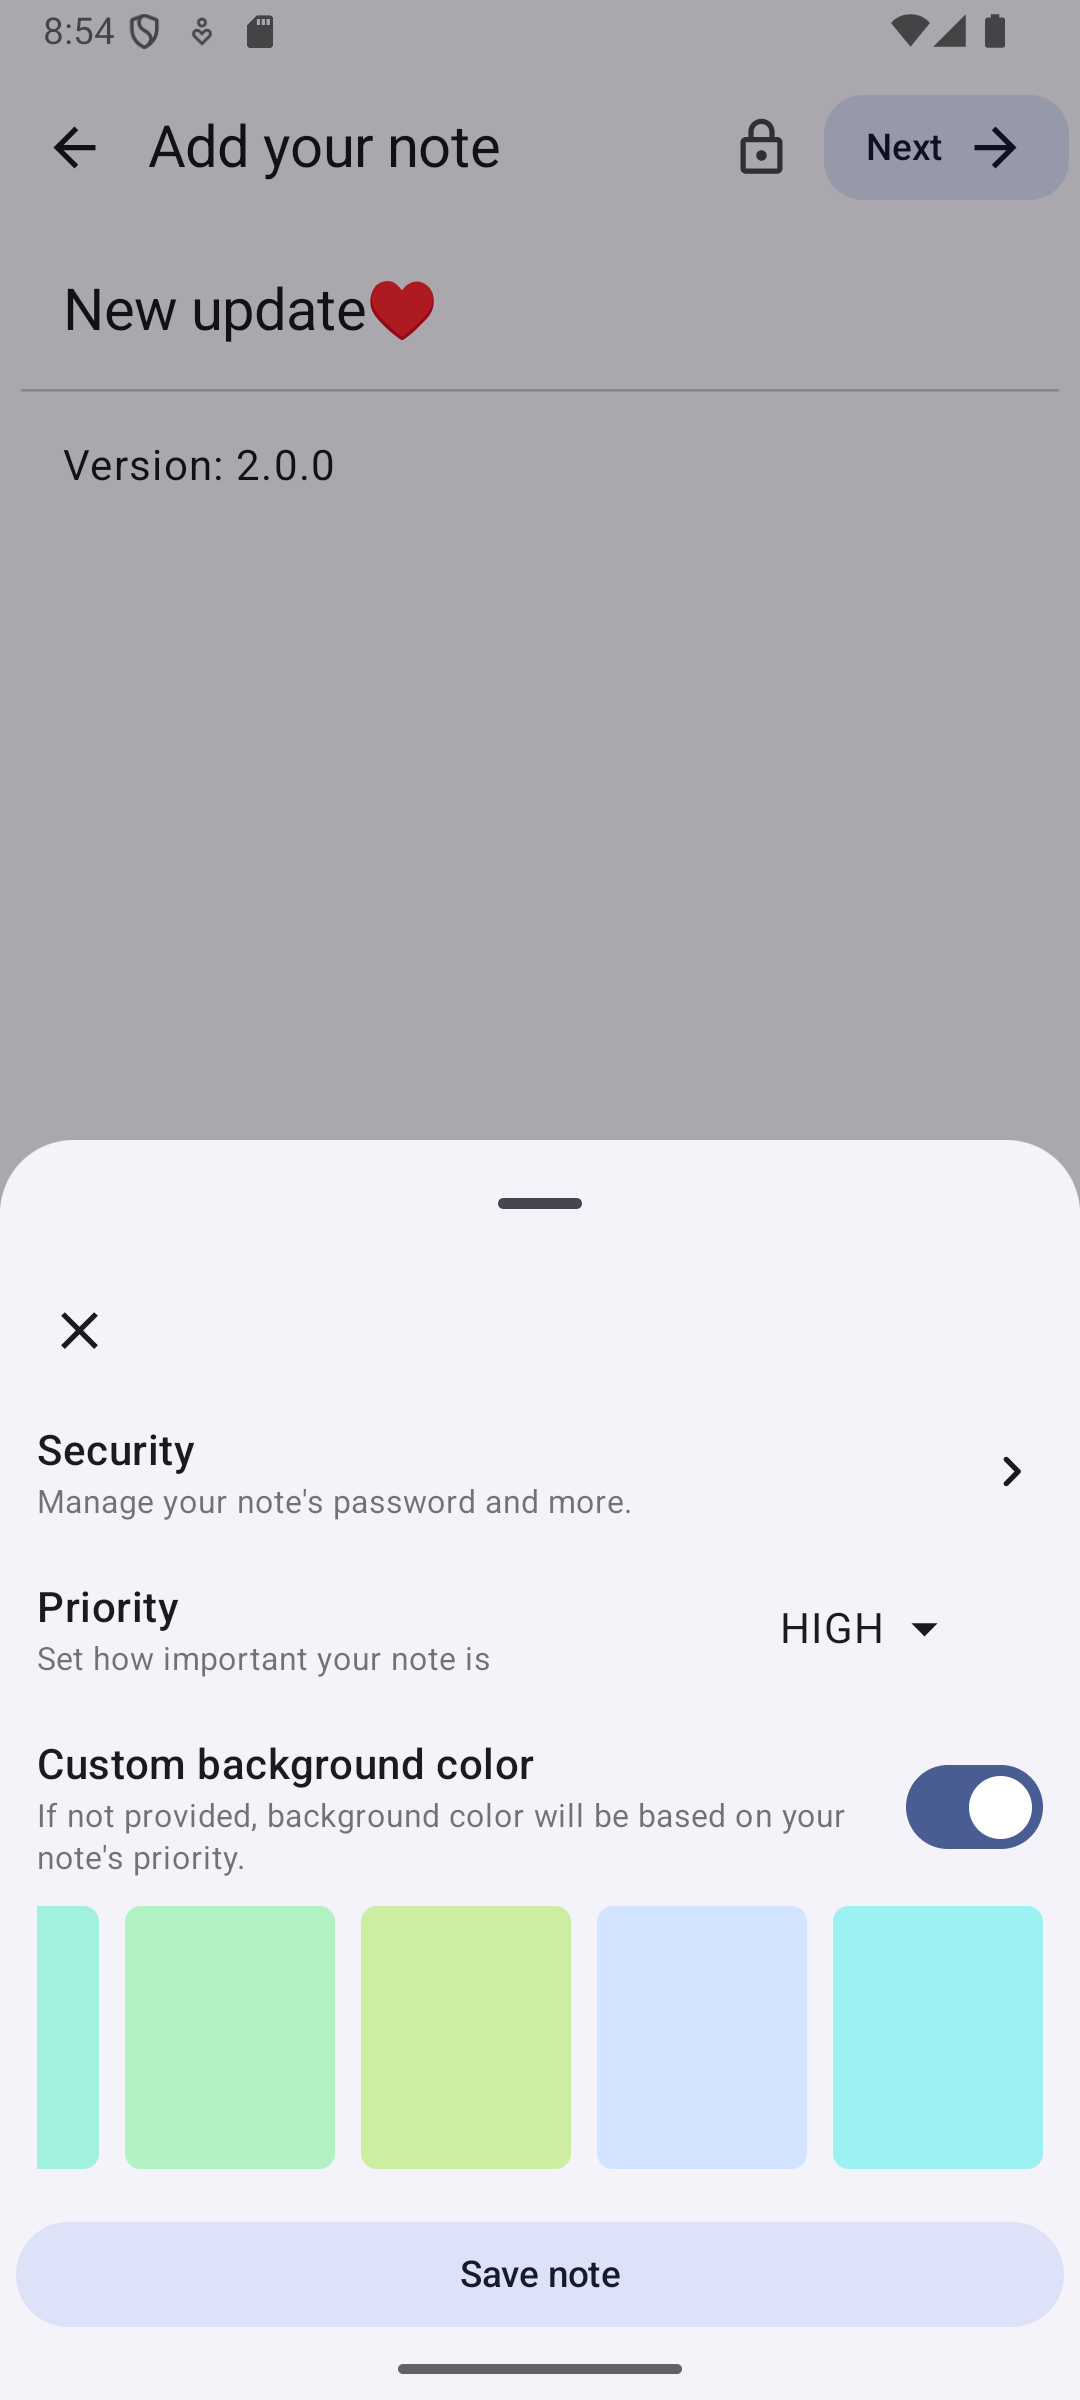 8:54
Add your note
Next
New update❤️
Version: 2.0.0
Security
Manage your note's password and more.
Priority
Set how important your note is
HIGH
Custom background color
If not provided, background color will be based on your
note's priority.
Save note